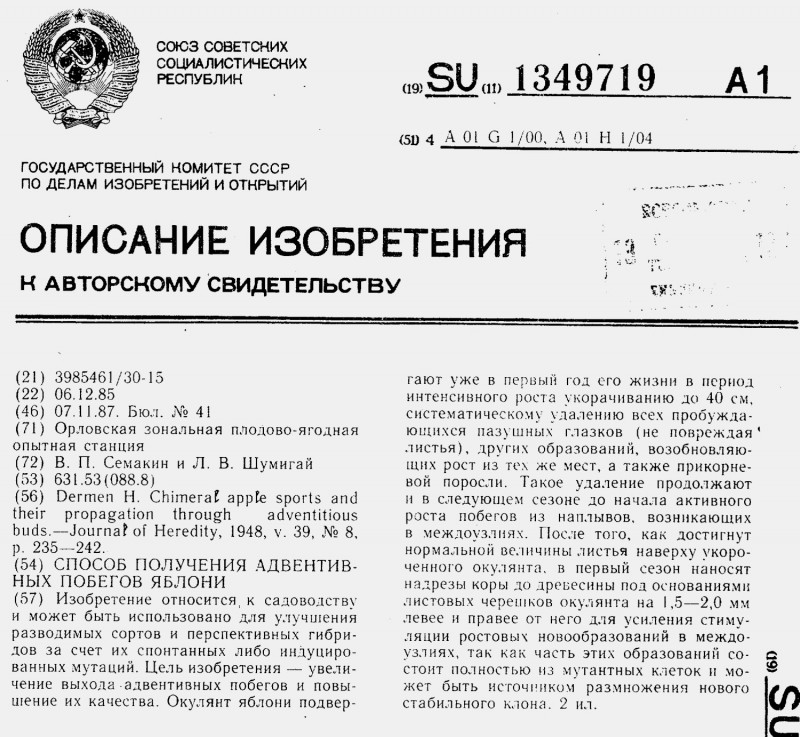 СОЮЗ СОВЕТСКИХ
СОЦИАЛИСТИЧЕСКИХ
РЕСПУБЛИК
(19) SU (11) 1349719 A1
(51) 4 A 01 G 1/00, A 01 H 1/04
ГОСУДАРСТВЕННЫЙ КОМИТЕТ СССР
ПО ДЕЛАМ ИЗОБРЕТЕНИЙ И ОТКРЫТИЙ
ОПИСАНИЕ ИЗОБРЕТЕНИЯ
К АВТОРСКОМУ СВИДЕТЕЛЬСТВУ
(21) 3985461/30-15
(22) 06.12.85
(46) 07.11.87. Бюл. № 41
(71) Орловская зональная плодово-ягодная
опытная станция
(72) В. П. Семакин и Л. В. Шумигай
(53) 631.53(088.8)
(56) Dermen H. Chimeral apple sports and
their propagation through adventitious
buds.—Journal of Heredity, 1948, v. 39, № 8,
p. 235—242.
(54) СПОСОБ ПОЛУЧЕНИЯ АДВЕНТИВ-
НЫХ ПОБЕГОВ ЯБЛОНИ
(57) Изобретение относится к садоводству
и может быть использовано для улучшения
разводимых сортов и перспективных гибри-
дов за счет их спонтанных либо индуциро-
ванных мутаций. Цель изобретения — увели-
чение выхода адвентивных побегов и повы-
шение их качества. Окулянт яблони подвер-
гают уже в первый год его жизни в период
интенсивного роста укорачиванию до 40 см,
систематическому удалению всех пробужда-
ющихся пазушных глазков (не повреждая
листья), других образований, возобновляю-
щих рост из тех же мест, а также прикорне-
вой поросли. Такое удаление продолжают
и в следующем сезоне до начала активного
роста побегов из наплывов, возникающих
в междоузлиях. После того, как достигнут
нормальной величины листья наверху укоро-
ченного окулянта, в первый сезон наносят
надрезы коры до древесины под основаниями
листовых черешков окулянта на 1,5—2,0 мм
левее и правее от него для усиления стиму-
ляции ростовых новообразований в междо-
узлиях, так как часть этих образований со-
стоит полностью из мутантных клеток и мо-
жет быть источником размножения нового
стабильного клона. 2 ил.
(19) SU